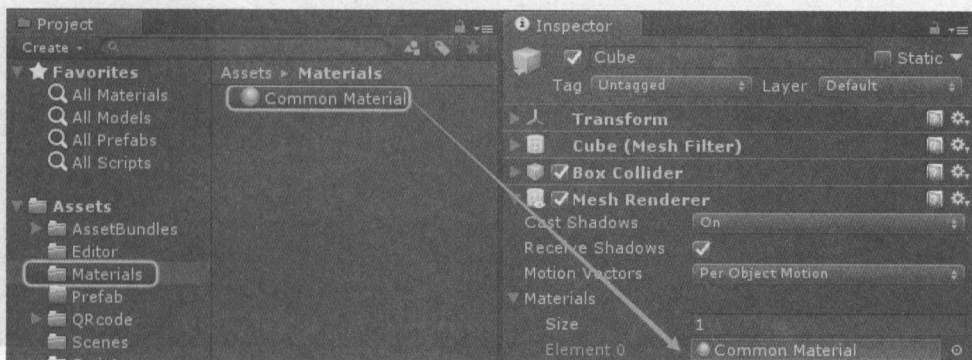 Project
Create
Favorites
All Materials
All Models
All Prefabs
All Scripts
Assets
AssetBundles
Editor
Materials
Prefab
QRcode
Scenes
Assets ▸ Materials
Common Material
Inspector
Cube Static
Tag Untagged Layer Default
Transform
Cube (Mesh Filter)
Box Collider
Mesh Renderer
Cast Shadows On
Receive Shadows
Motion Vectors Per Object Motion
Materials
Size 1
Element 0 Common Material